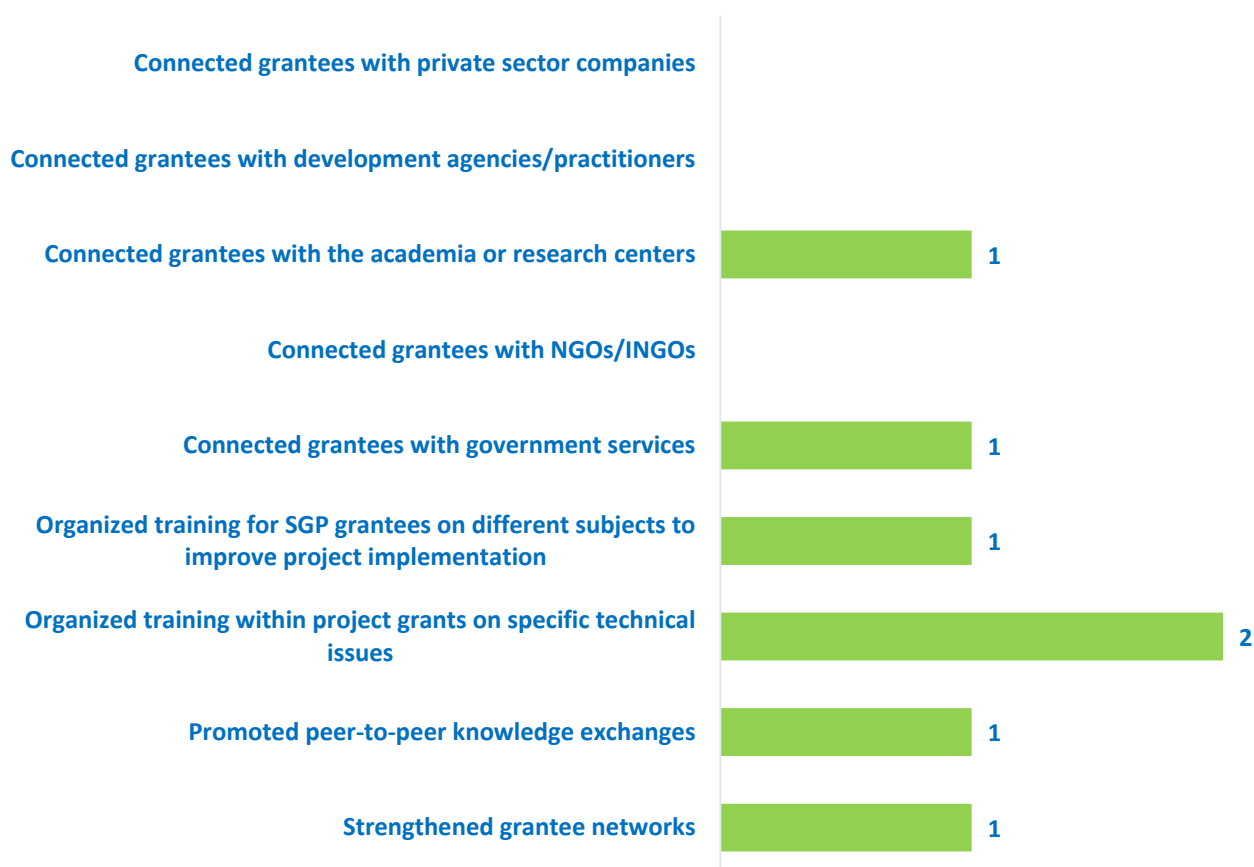 Connected grantees with private sector companies
Connected grantees with development agencies/practitioners
Connected grantees with the academia or research centers
1
Connected grantees with NGOs/INGOs
Connected grantees with government services
1
Organized training for SGP grantees on different subjects to
improve project implementation
1
Organized training within project grants on specific technical
issues
2
Promoted peer-to-peer knowledge exchanges
1
Strengthened grantee networks
1